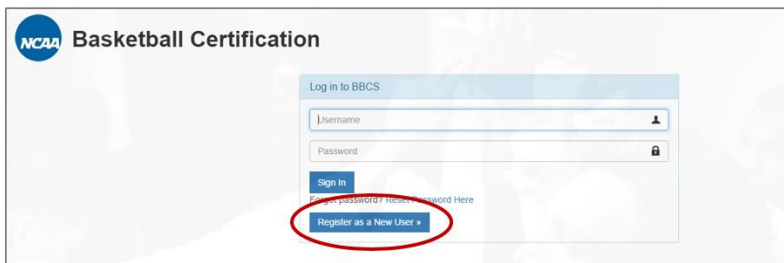 NCAA Basketball Certification
Log in to BBCS
Username
Password
Sign In
Forgot password? Reset Password Here
Register as a New User »